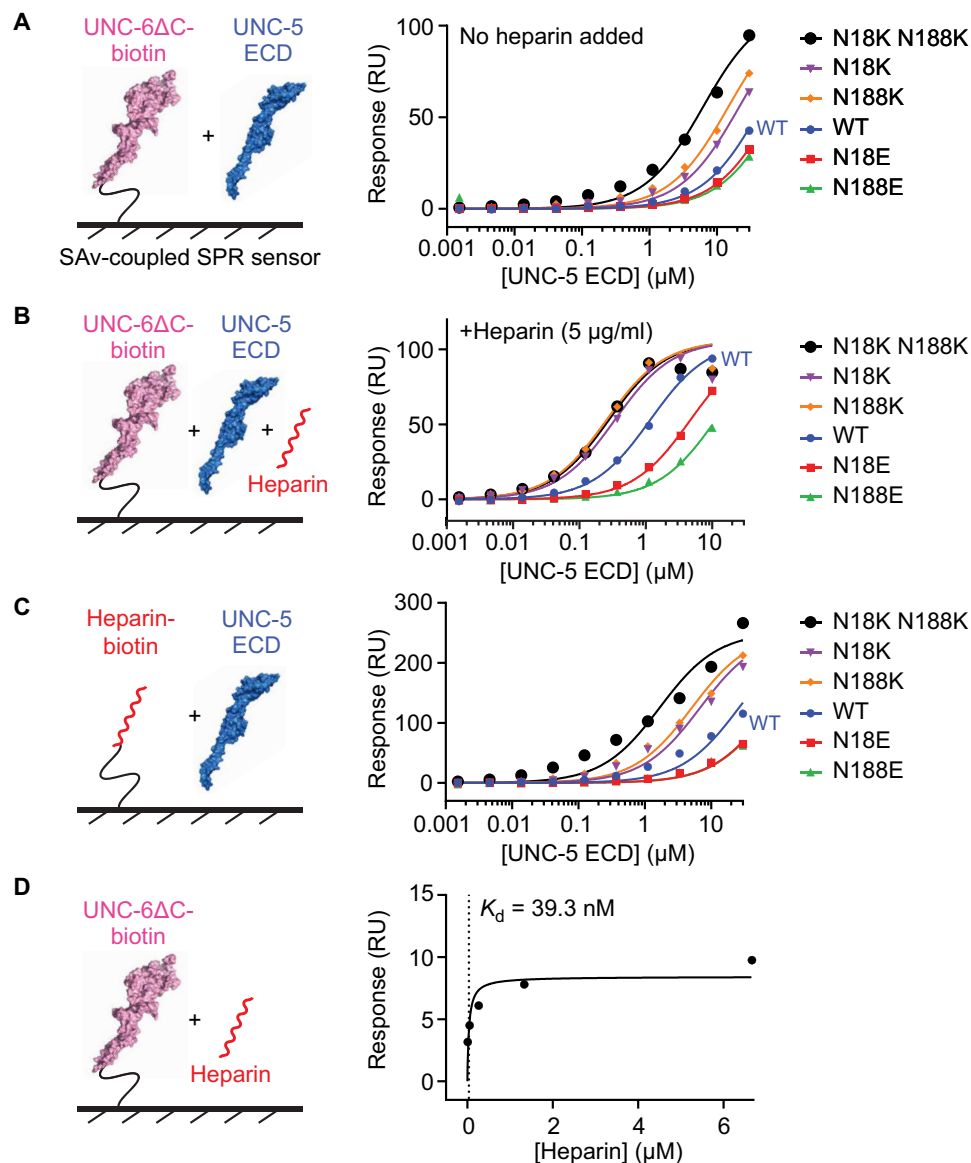 A
UNC-6ΔC-
biotin
+
UNC-5
ECD
SAv-coupled SPR sensor
No heparin added
Response (RU)
100
50
0
0.001
0.01
0.1
1
10
[UNC-5 ECD] (µM)
WT
N18K N188K
N18K
N188K
WT
N18E
N188E
B
UNC-6ΔC-
biotin
+
UNC-5
ECD
+
Heparin
+Heparin (5 µg/ml)
Response (RU)
100
50
0
0.001
0.01
0.1
1
10
[UNC-5 ECD] (µM)
WT
N18K N188K
N18K
N188K
WT
N18E
N188E
C
Heparin-
biotin
+
UNC-5
ECD
Response (RU)
300
200
100
0
0.001
0.01
0.1
1
10
[UNC-5 ECD] (µM)
WT
N18K N188K
N18K
N188K
WT
N18E
N188E
D
UNC-6ΔC-
biotin
+
Heparin
Kd = 39.3 nM
Response (RU)
15
10
5
0
0
2
4
6
[Heparin] (µM)